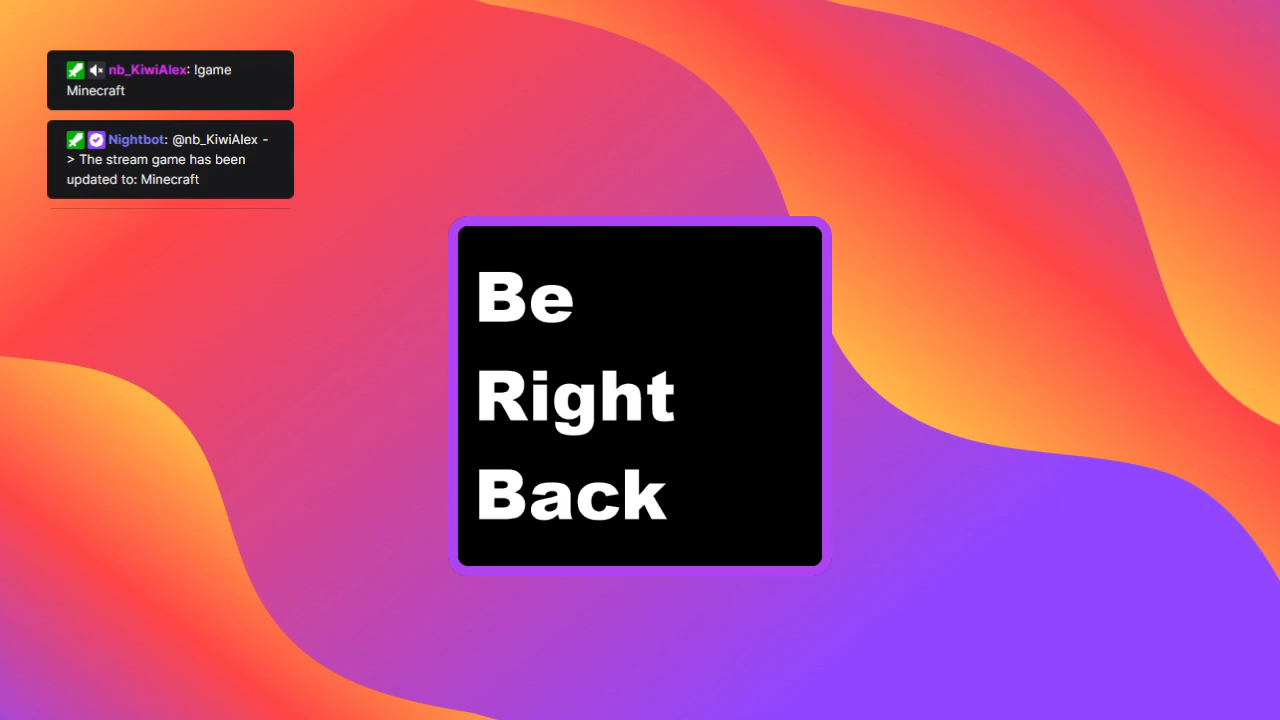 nb_KiwiAlex: !game
Minecraft
Nightbot: @nb_KiwiAlex -
> The stream game has been
updated to: Minecraft
Be
Right
Back